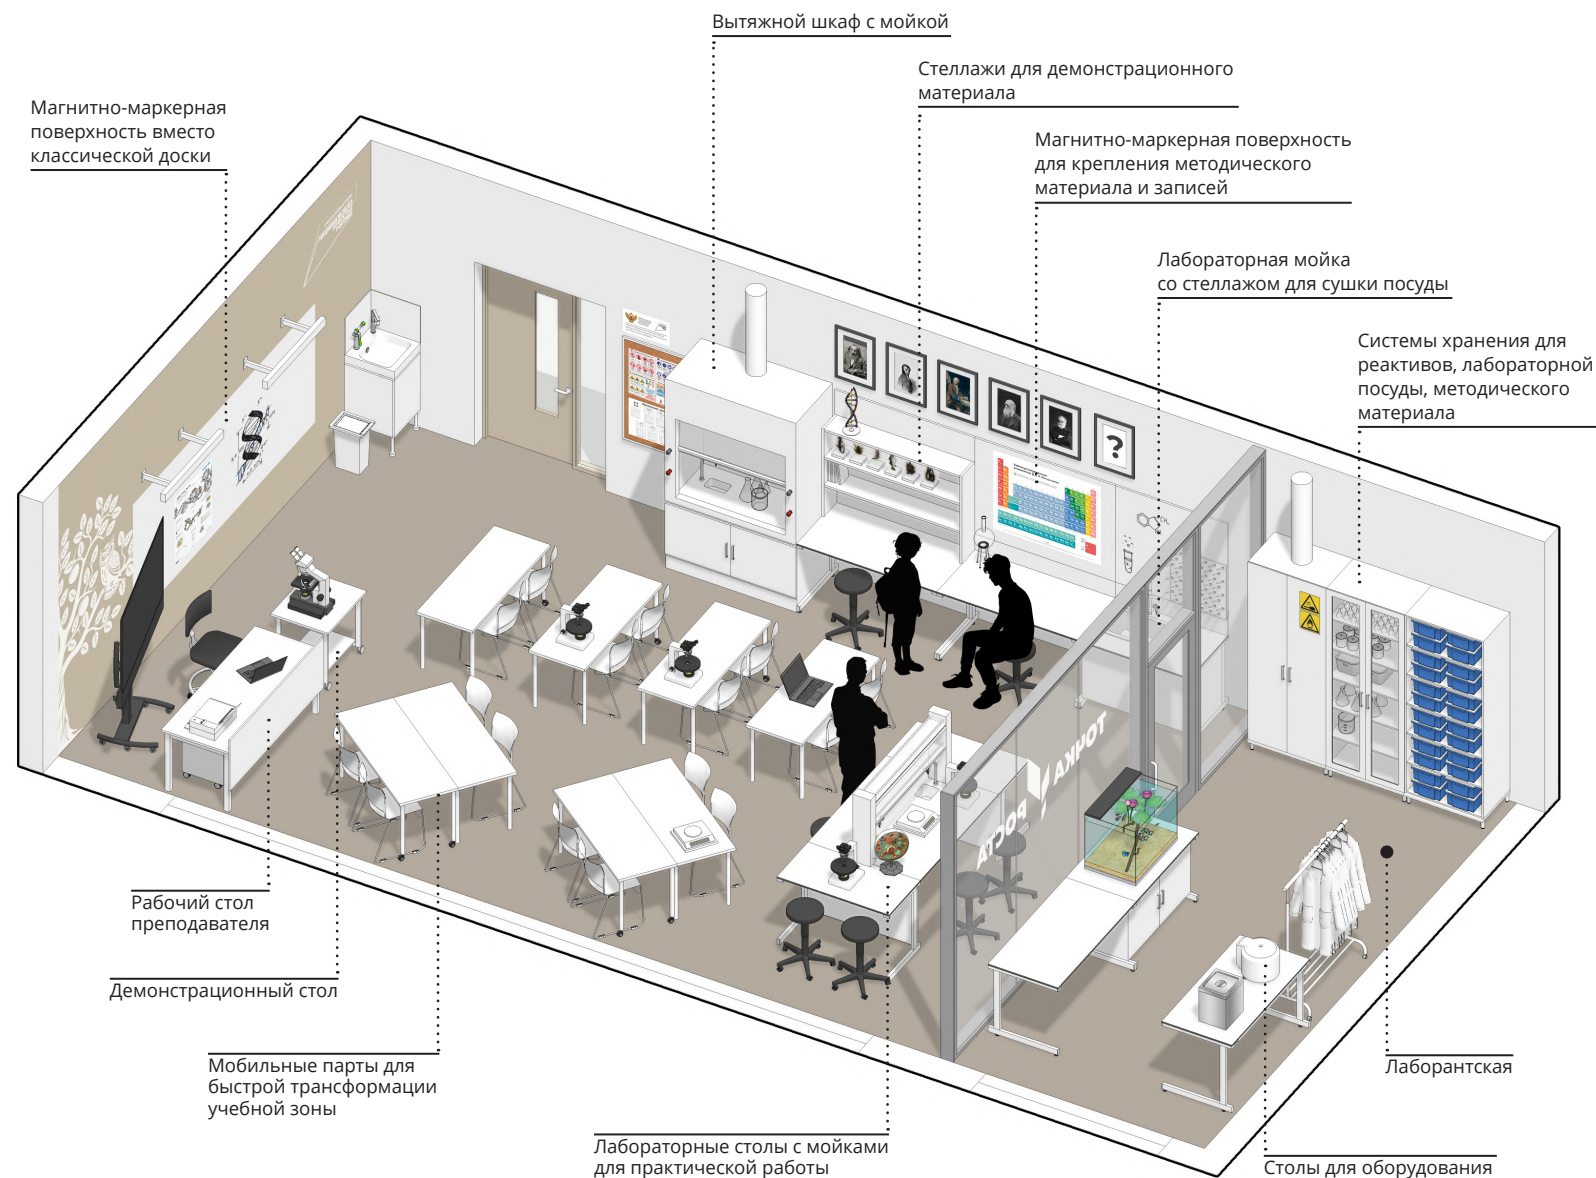 Вытяжной шкаф с мойкой
Стеллажи для демонстрационного
материала
Магнитно-маркерная
поверхность вместо
классической доски
Магнитно-маркерная поверхность
для крепления методического
материала и записей
Лабораторная мойка
со стеллажом для сушки посуды
Системы хранения для
реактивов, лабораторной
посуды, методического
материала
?
ТОЧКА
РОСТА
Рабочий стол
преподавателя
Демонстрационный стол
Мобильные парты для
быстрой трансформации
учебной зоны
Лабораторные столы с мойками
для практической работы
Лаборантская
Столы для оборудования